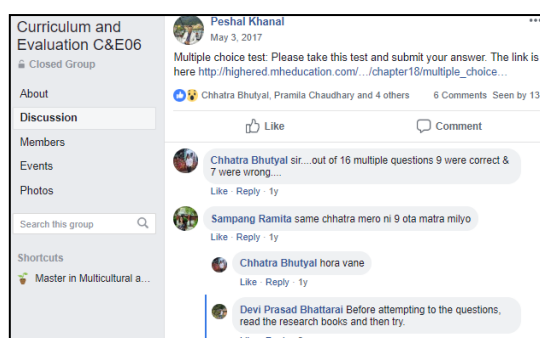 Curriculum and
Evaluation C&E06
Closed Group
About
Discussion
Members
Events
Photos
Search this group
Shortcuts
Master in Multicultural a...
Peshal Khanal
May 3, 2017
Multiple choice test: Please take this test and submit your answer. The link is
here http://highered.mheducation.com/.../chapter18/multiple_choice...
Chhatra Bhutyal, Pramila Chaudhary and 4 others 6 Comments Seen by 13
Like Comment
Chhatra Bhutyal sir....out of 16 multiple questions 9 were correct &
7 were wrong....
Like · Reply · 1y
Sampang Ramita same chhatra mero ni 9 ota matra milyo
Like · Reply · 1y
Chhatra Bhutyal hora vane
Like · Reply · 1y
Devi Prasad Bhattarai Before attempting to the questions,
read the research books and then try.